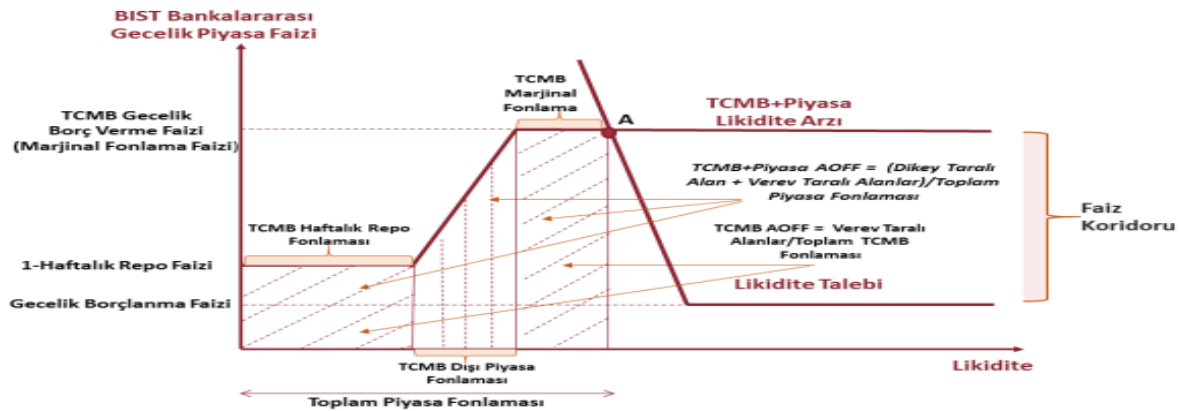 BIST Bankalararası
Gecelik Piyasa Faizi
TCMB
Marjinal
Fonlama
A
TCMB Gecelik
Borç Verme Faizi
(Marjinal Fonlama Faizi)
TCMB+Piyasa
Likidite Arzı
TCMB+Piyasa AOFF = (Dikey Taralı
Alan + Verev Taralı Alanlar)/Toplam
Piyasa Fonlaması
Faiz
Koridoru
TCMB Haftalık Repo
Fonlaması
TCMB AOFF = Verev Taralı
Alanlar/Toplam TCMB
Fonlaması
1-Haftalık Repo Faizi
Likidite Talebi
Gecelik Borçlanma Faizi
TCMB Dışı Piyasa
Fonlaması
Likidite
Toplam Piyasa Fonlaması